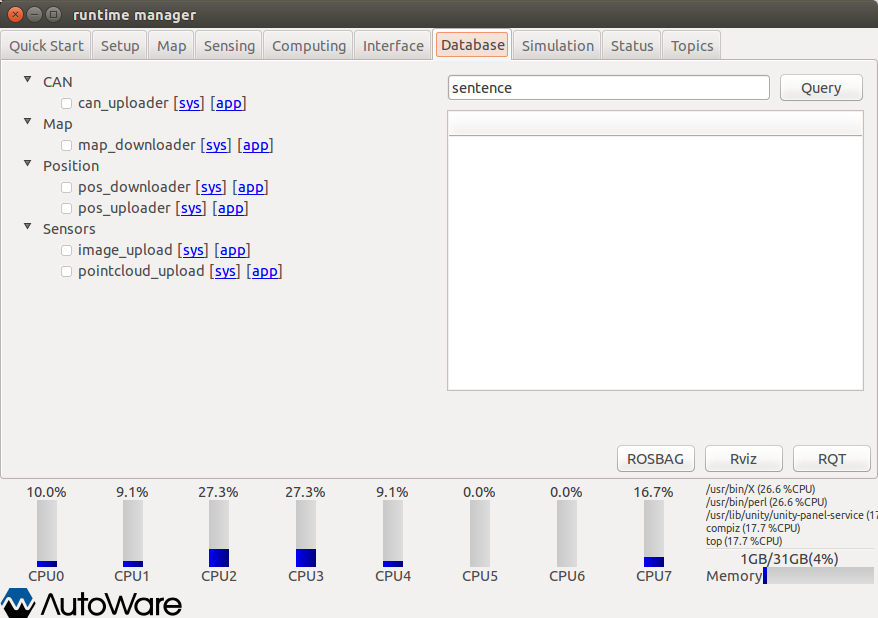 runtime manager
Quick Start Setup Map Sensing Computing Interface Database Simulation Status Topics
CAN
can_uploader [sys] [app]
Map
map_downloader [sys] [app]
Position
pos_downloader [sys] [app]
pos_uploader [sys] [app]
Sensors
image_upload [sys] [app]
pointcloud_upload [sys] [app]
sentence Query
ROSBAG Rviz RQT
10.0% 9.1% 27.3% 27.3% 9.1% 0.0% 0.0% 16.7%
CPU0 CPU1 CPU2 CPU3 CPU4 CPU5 CPU6 CPU7
/usr/bin/X (26.6 %CPU)
/usr/bin/perl (26.6 %CPU)
/usr/lib/unity/unity-panel-service (17
compiz (17.7 %CPU)
top (17.7 %CPU)
1GB/31GB(4%)
Memory
AutoWare